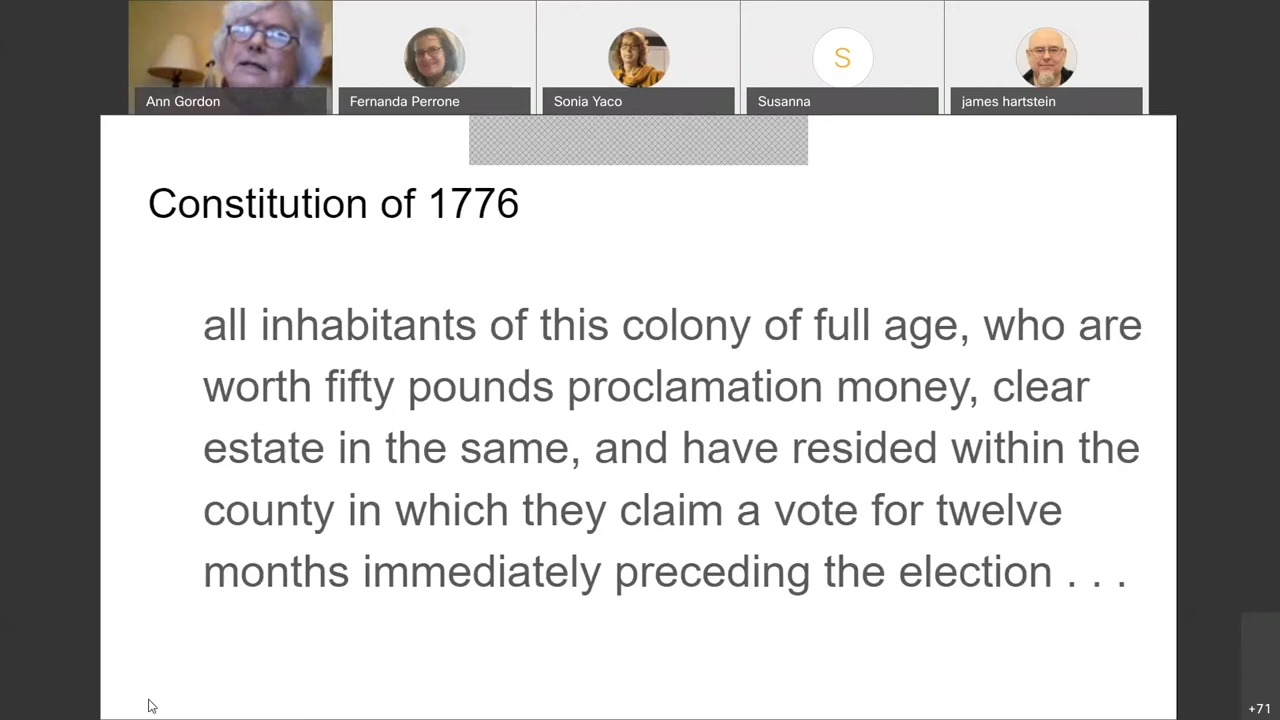 Ann Gordon
Fernanda Perrone
Sonia Yaco
S
Susanna
james hartstein
Constitution of 1776
all inhabitants of this colony of full age, who are
worth fifty pounds proclamation money, clear
estate in the same, and have resided within the
county in which they claim a vote for twelve
months immediately preceding the election . . .
+71